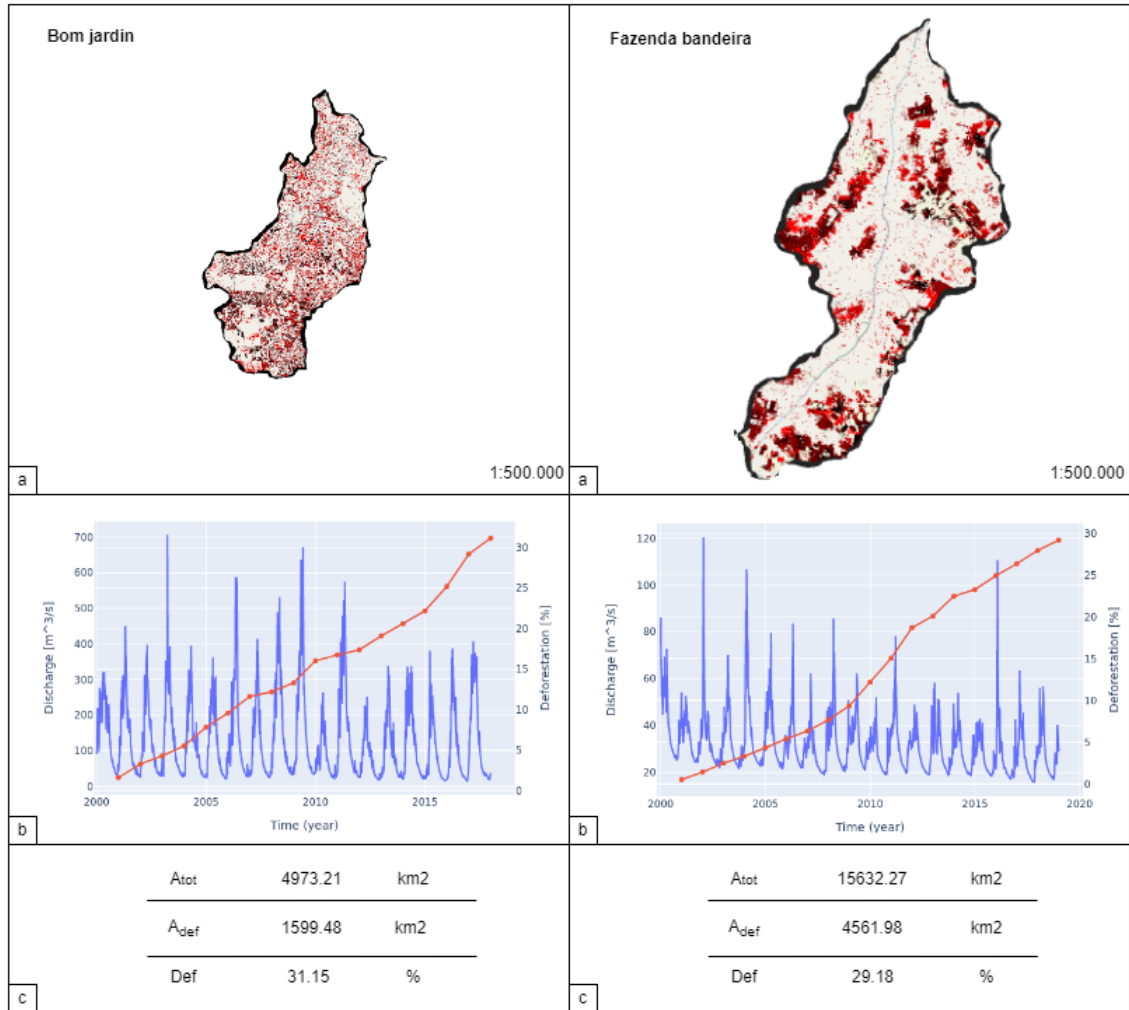 Bom jardin
a
1:500.000
Fazenda bandeira
a
1:500.000
700
600
500
400
300
200
100
0
Discharge [m^3/s]
30
25
20
15
10
5
0
Deforestation [%]
2000
2005
2010
2015
Time (year)
b
120
100
80
60
40
20
Discharge [m^3/s]
30
25
20
15
10
5
0
Deforestation [%]
2000
2005
2010
2015
2020
Time (year)
b
Atot 4973.21 km2
Adef 1599.48 km2
Def 31.15 %
c
Atot 15632.27 km2
Adef 4561.98 km2
Def 29.18 %
c